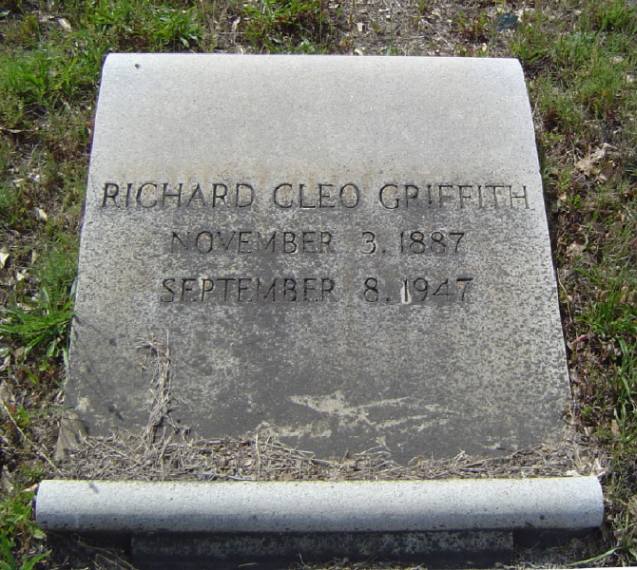 RICHARD CLEO GRIFFITH
NOVEMBER 3, 1887
SEPTEMBER 8, 1947